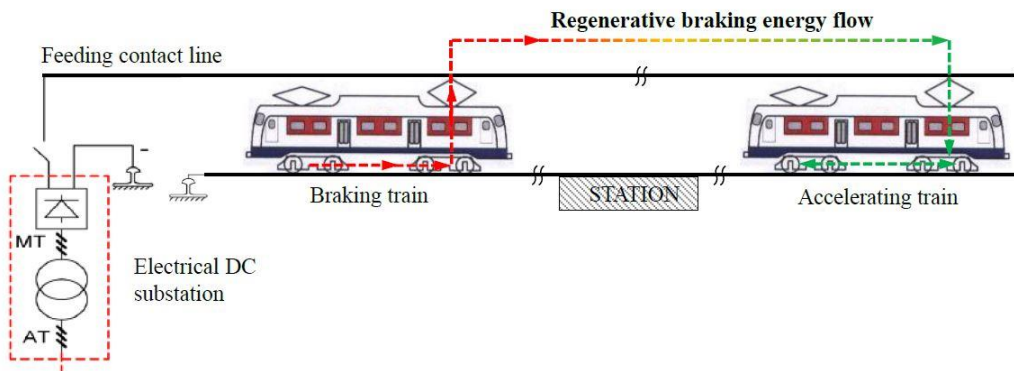 Regenerative braking energy flow
Feeding contact line
-
Braking train
STATION
Accelerating train
MT
Electrical DC
substation
AT